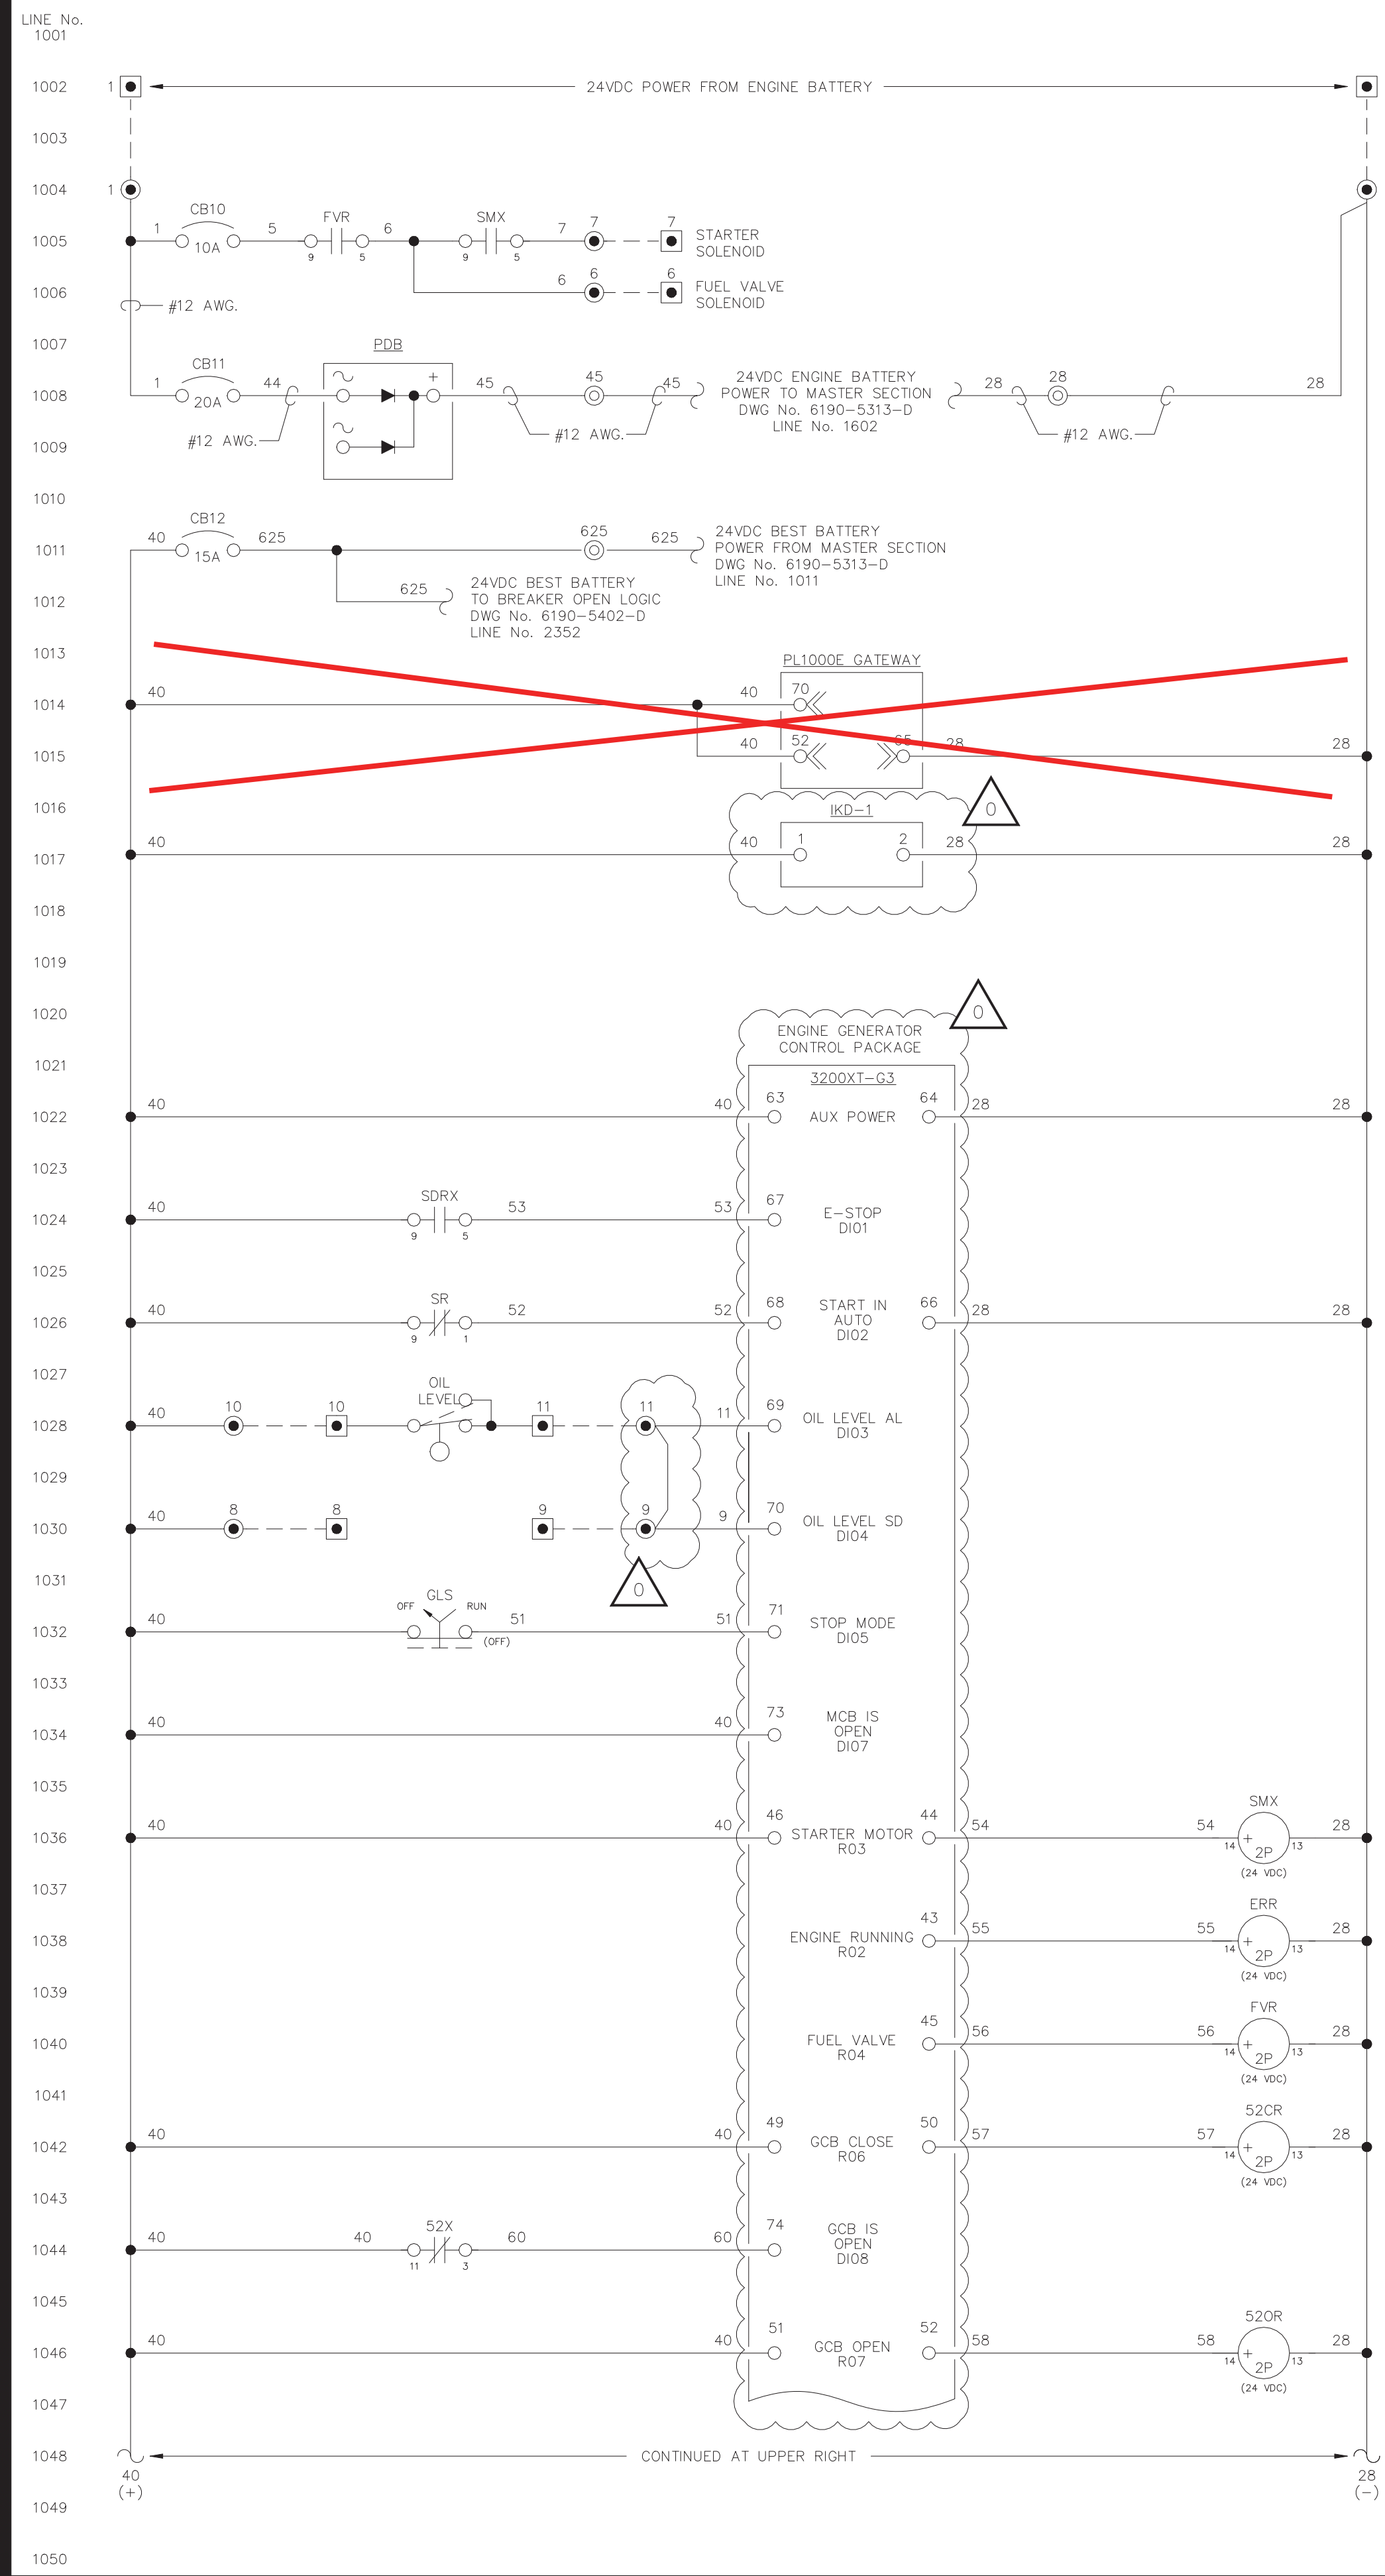 LINE No.
1001
1002 1 24VDC POWER FROM ENGINE BATTERY
1003
1004 1
CB10 FVR SMX
1 5 6 7 7 7
1005 10A 9 5 9 5 STARTER
SOLENOID
6 6 6
1006 FUEL VALVE
SOLENOID
#12 AWG.
1007 PDB
CB11
1 44 + 45 45 45 28 28 28
1008 20A
24VDC ENGINE BATTERY
POWER TO MASTER SECTION
DWG No. 6190-5313-D
LINE No. 1602
#12 AWG. #12 AWG. #12 AWG.
1009
1010
CB12
40 625 625 625
1011 15A
24VDC BEST BATTERY
POWER FROM MASTER SECTION
DWG No. 6190-5313-D
LINE No. 1011
1012 625
24VDC BEST BATTERY
TO BREAKER OPEN LOGIC
DWG No. 6190-5402-D
LINE No. 2352
1013 PL1000E GATEWAY
40 40 70
1014
40 52 65 28 28
1015
1016 IKD-1 0
40 40 1 2 28 28
1017
1018
1019
1020 0
ENGINE GENERATOR
CONTROL PACKAGE
1021
3200XT-G3
40 40 63 64 28 28
1022 AUX POWER
1023
SDRX
40 53 53 67
1024 9 5 E-STOP
DI01
1025
SR
40 52 52 68 66 28 28
1026 9 1 START IN
AUTO
DI02
1027
OIL
LEVEL
40 10 10 11 11 11 69
1028 OIL LEVEL AL
DI03
1029
40 8 8 9 9 9 70
1030 OIL LEVEL SD
DI04
1031 0
GLS
OFF RUN
40 51 51 71
1032 (OFF) STOP MODE
DI05
1033
40 40 73
1034 MCB IS
OPEN
DI07
1035
SMX
40 40 46 44 54 54 28
1036 STARTER MOTOR
R03
14 + 2P 13
(24 VDC)
1037
ERR
43 55 55 28
1038 ENGINE RUNNING
R02
14 + 2P 13
(24 VDC)
1039
FVR
45 56 56 28
1040 FUEL VALVE
R04
14 + 2P 13
(24 VDC)
1041
52CR
40 40 49 50 57 57 28
1042 GCB CLOSE
R06
14 + 2P 13
(24 VDC)
1043
52X
40 40 60 60 74
1044 11 3 GCB IS
OPEN
DI08
1045
52OR
40 40 51 52 58 58 28
1046 GCB OPEN
R07
14 + 2P 13
(24 VDC)
1047
1048 CONTINUED AT UPPER RIGHT
40 28
(+) (-)
1049
1050